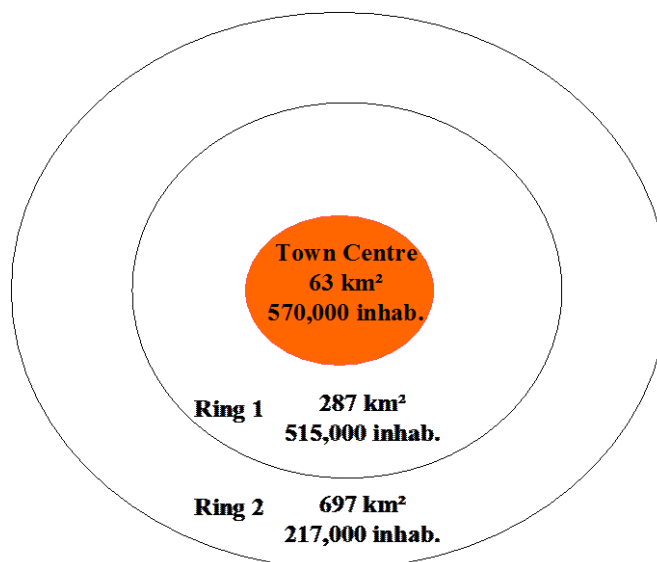 Town Centre
63 km²
570,000 inhab.
Ring 1
287 km²
515,000 inhab.
Ring 2
697 km²
217,000 inhab.